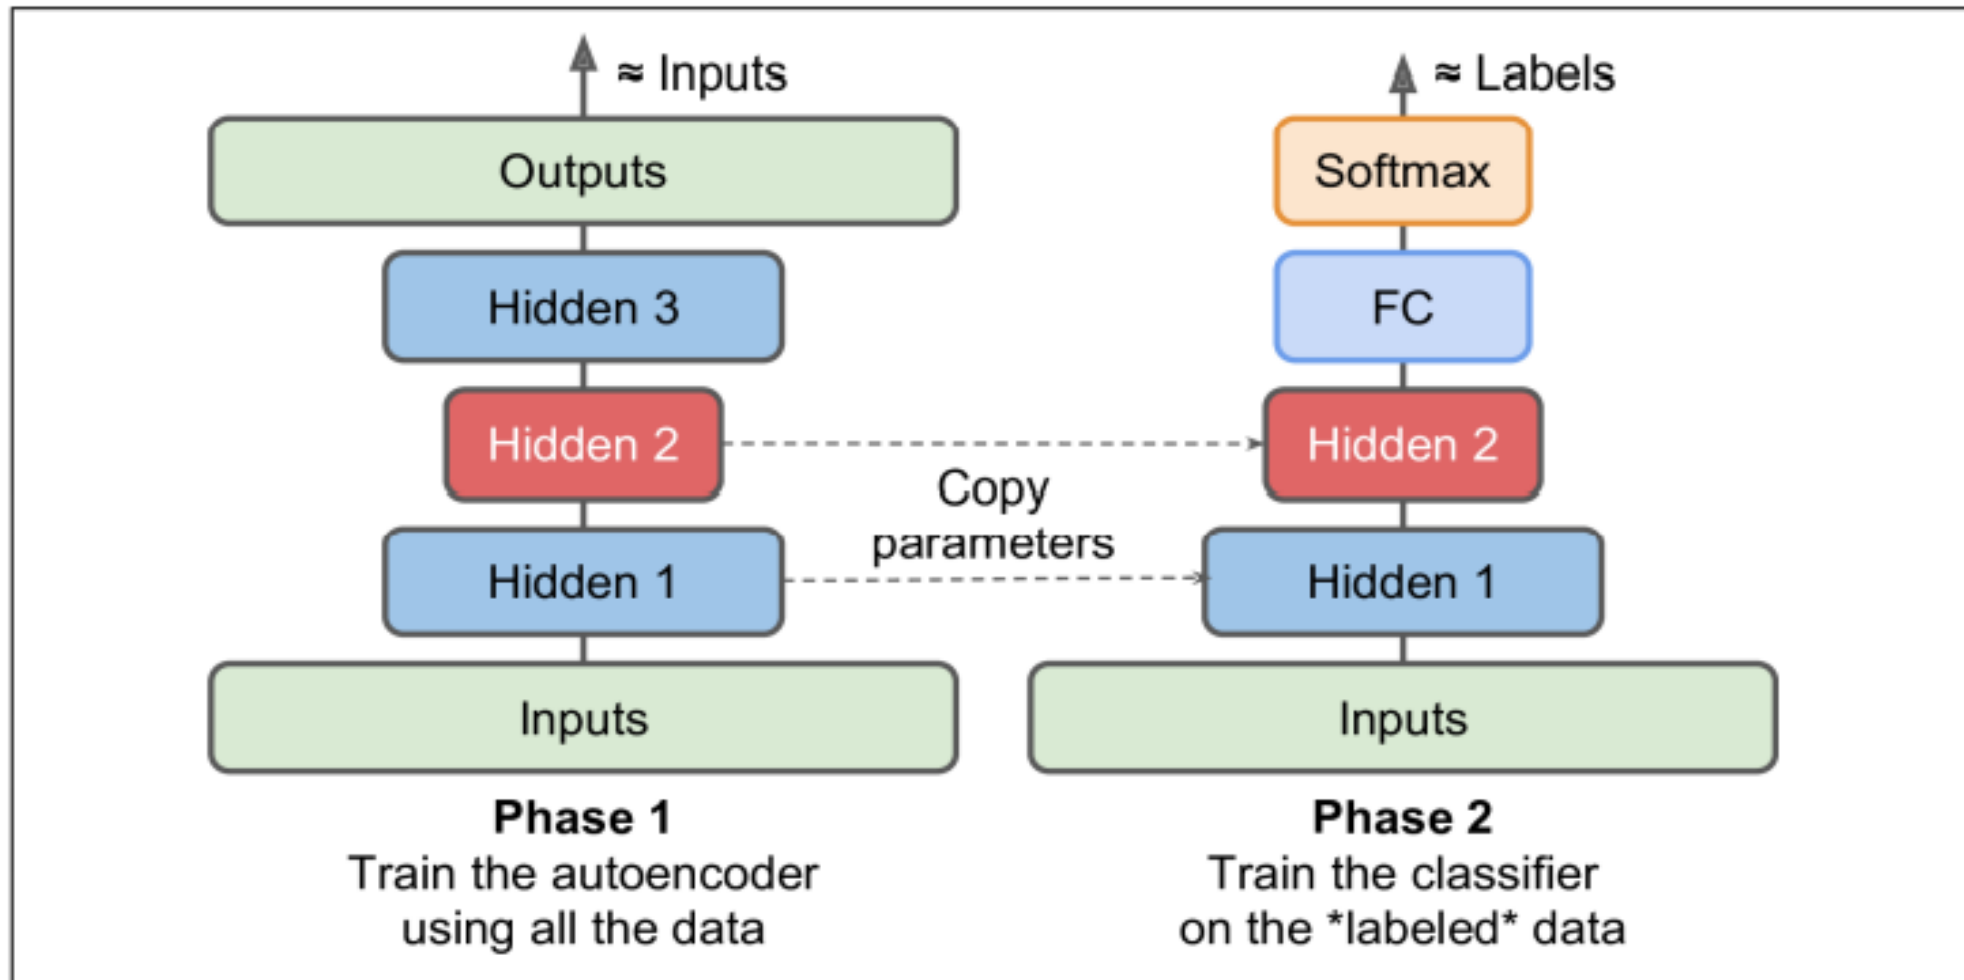 ≈ Inputs
Outputs
Hidden 3
Hidden 2
Hidden 1
Inputs
Phase 1
Train the autoencoder
using all the data
Copy
parameters
≈ Labels
Softmax
FC
Hidden 2
Hidden 1
Inputs
Phase 2
Train the classifier
on the *labeled* data